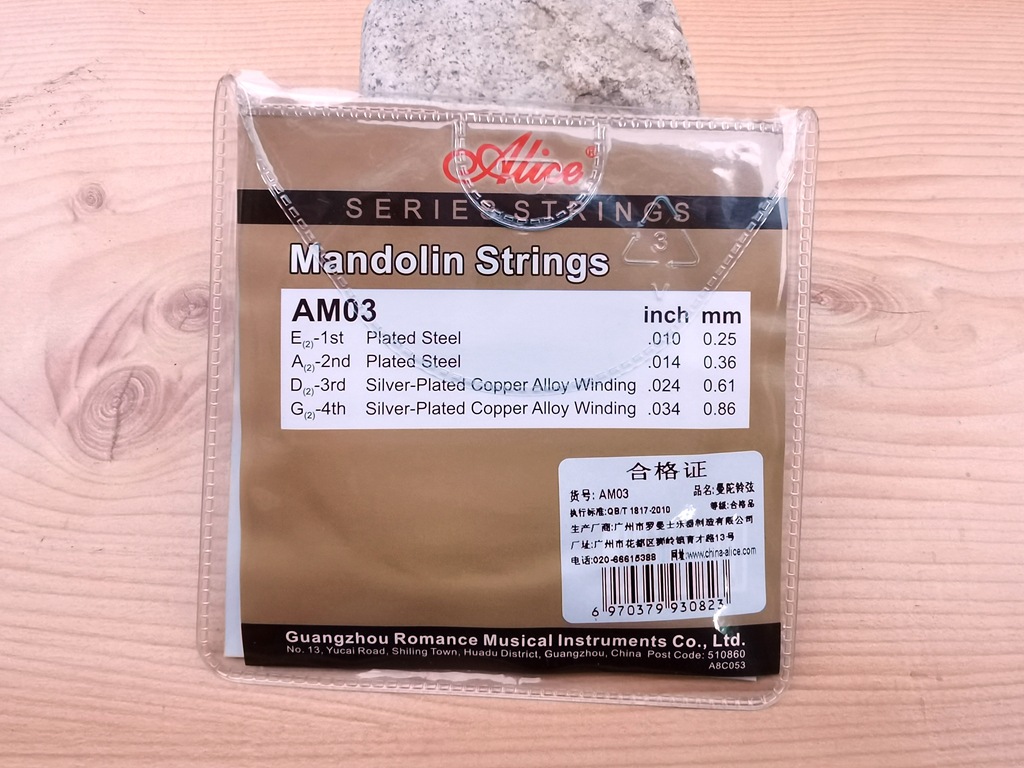 Alice®
SERIES STRINGS
3
Mandolin Strings
AM03 inch mm
E(2)-1st Plated Steel .010 0.25
A(2)-2nd Plated Steel .014 0.36
D(2)-3rd Silver-Plated Copper Alloy Winding .024 0.61
G(2)-4th Silver-Plated Copper Alloy Winding .034 0.86
合格证
货号: AM03 品名:曼陀铃弦
执行标准:QB/T 1817-2010 等级:合格品
生产厂商:广州市罗曼士乐器制造有限公司
厂址:广州市花都区狮岭镇育才路13号
电话:020-66615388 网址:www.china-alice.com
6 970379 930823
Guangzhou Romance Musical Instruments Co., Ltd.
No. 13, Yucai Road, Shiling Town, Huadu District, Guangzhou, China Post Code: 510860
A8C053